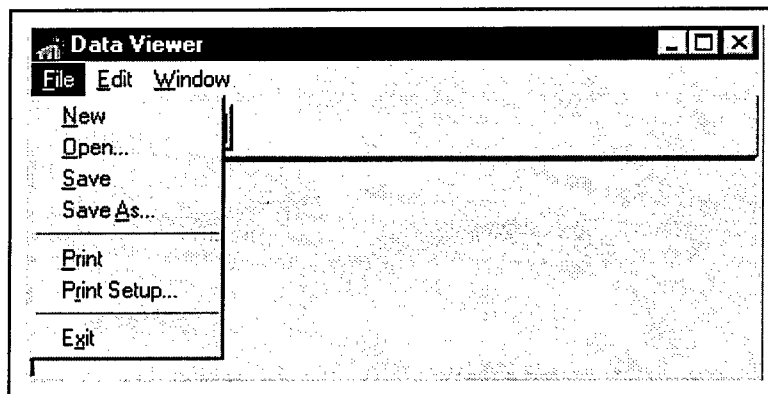 Data Viewer
File Edit Window
New
Open...
Save
Save As...
Print
Print Setup...
Exit